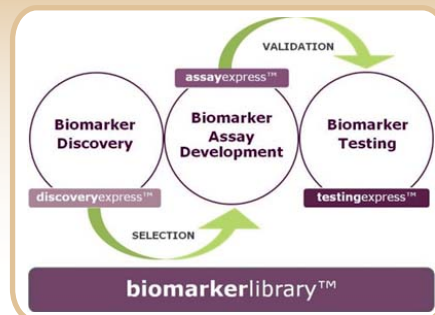 VALIDATION
assayexpress™
Biomarker
Discovery
Biomarker
Assay
Development
Biomarker
Testing
discoveryexpress™
testingexpress™
SELECTION
biomarkerlibrary™